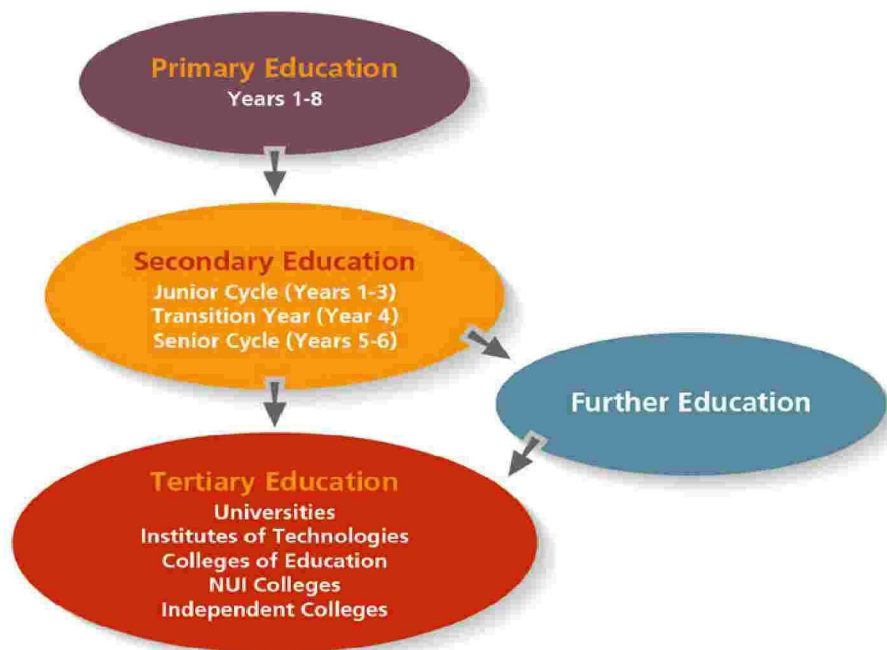 Primary Education
Years 1-8
Secondary Education
Junior Cycle (Years 1-3)
Transition Year (Year 4)
Senior Cycle (Years 5-6)
Further Education
Tertiary Education
Universities
Institutes of Technologies
Colleges of Education
NUI Colleges
Independent Colleges